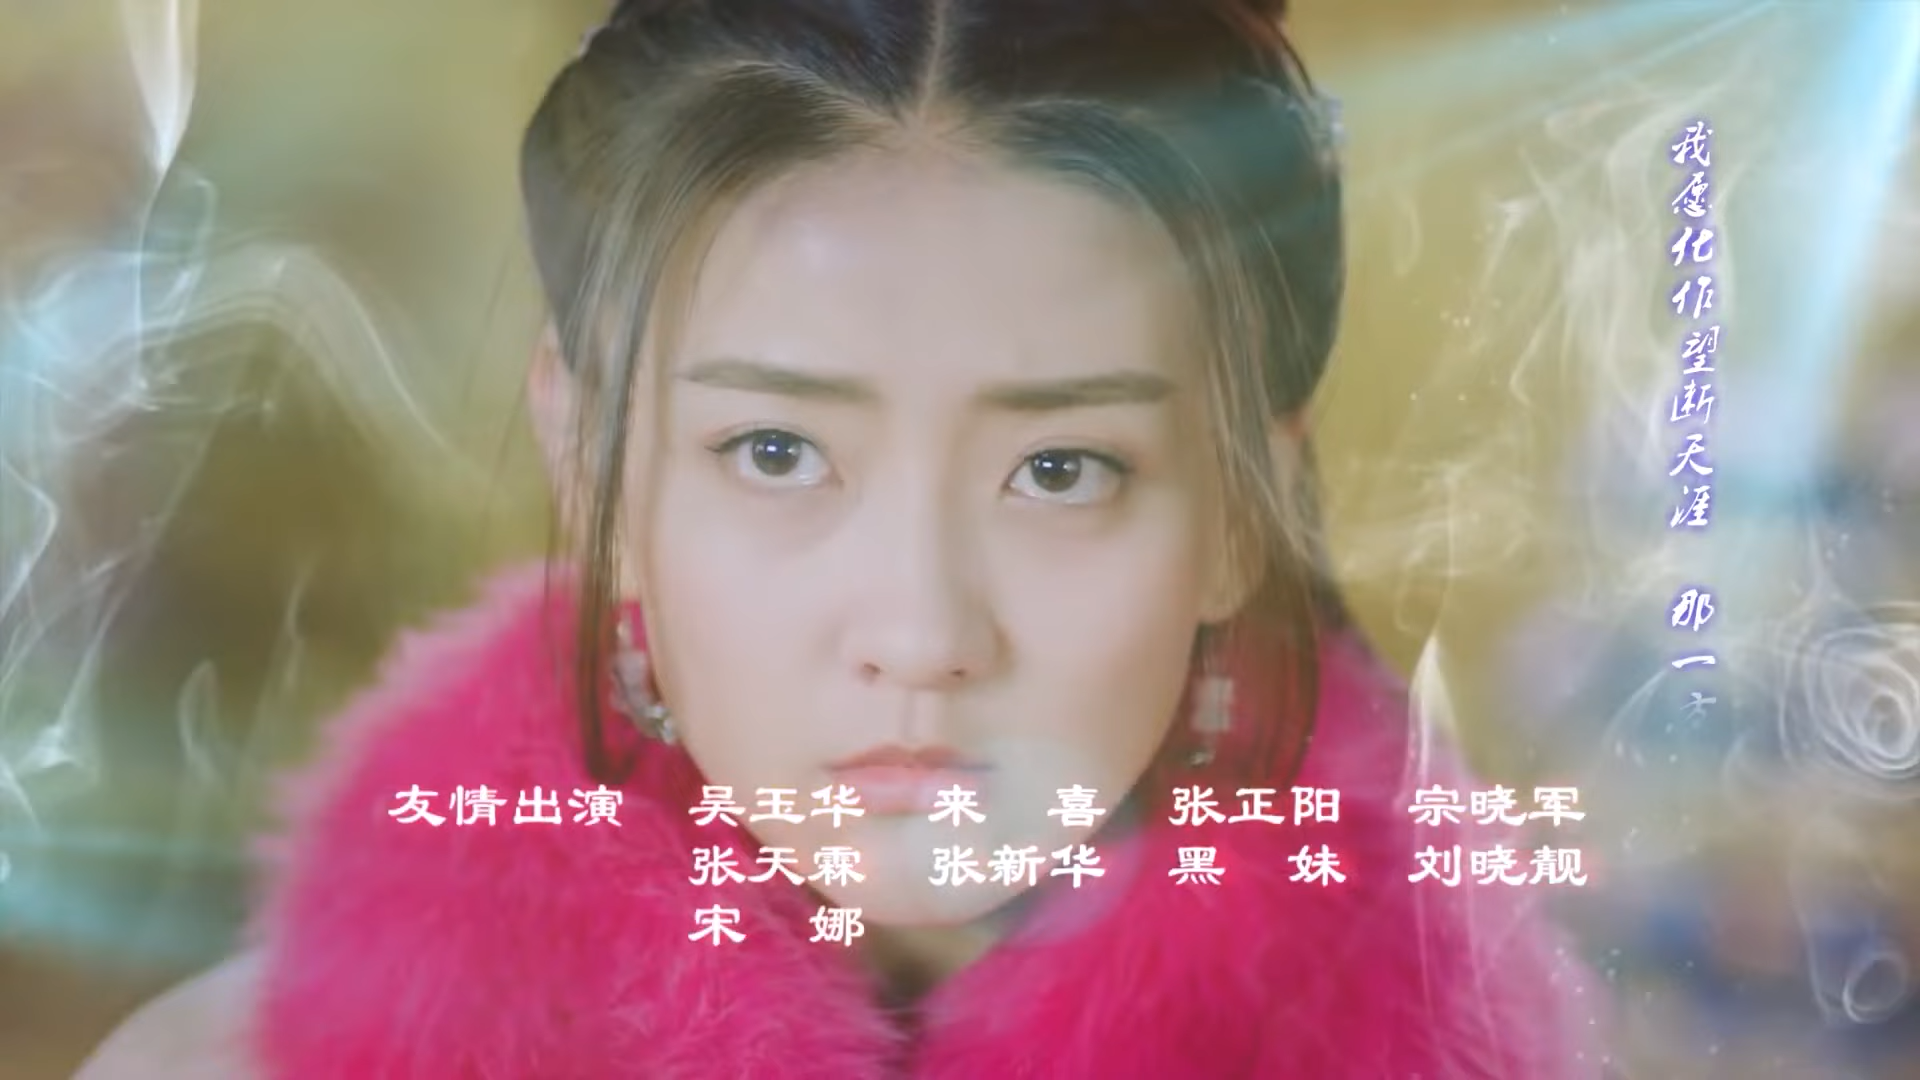 我愿化作望断天涯 那一方
友情出演 吴玉华 来喜 张正阳 宗晓军
张天霖 张新华 黑妹 刘晓靓
宋娜